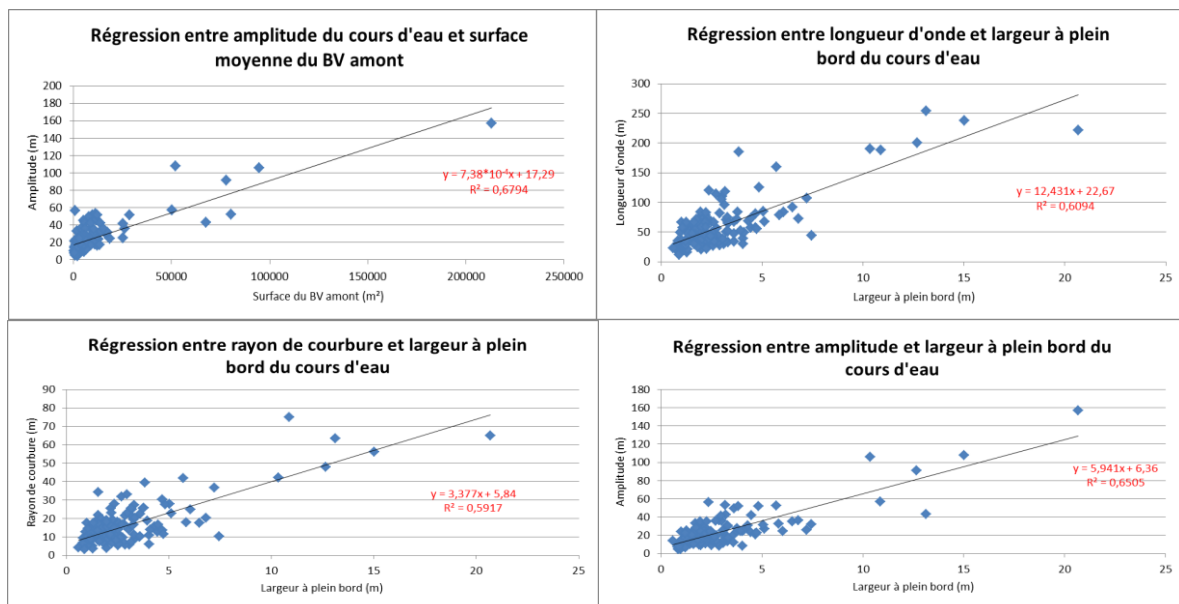 Régression entre amplitude du cours d'eau et surface
moyenne du BV amont
Amplitude (m)
200
180
160
140
120
100
80
60
40
20
0
y = 7,38*10⁻⁴x + 17,29
R² = 0,6794
0 50000 100000 150000 200000 250000
Surface du BV amont (m²)
Régression entre longueur d'onde et largeur à plein
bord du cours d'eau
Longueur d'onde (m)
300
250
200
150
100
50
0
y = 12,431x + 22,67
R² = 0,6094
0 5 10 15 20 25
Largeur à plein bord (m)
Régression entre rayon de courbure et largeur à plein
bord du cours d'eau
Rayon de courbure (m)
90
80
70
60
50
40
30
20
10
0
y = 3,377x + 5,84
R² = 0,5917
0 5 10 15 20 25
Largeur à plein bord (m)
Régression entre amplitude et largeur à plein bord du
cours d'eau
Amplitude (m)
180
160
140
120
100
80
60
40
20
0
y = 5,941x + 6,36
R² = 0,6505
0 5 10 15 20 25
Largeur à plein bord (m)